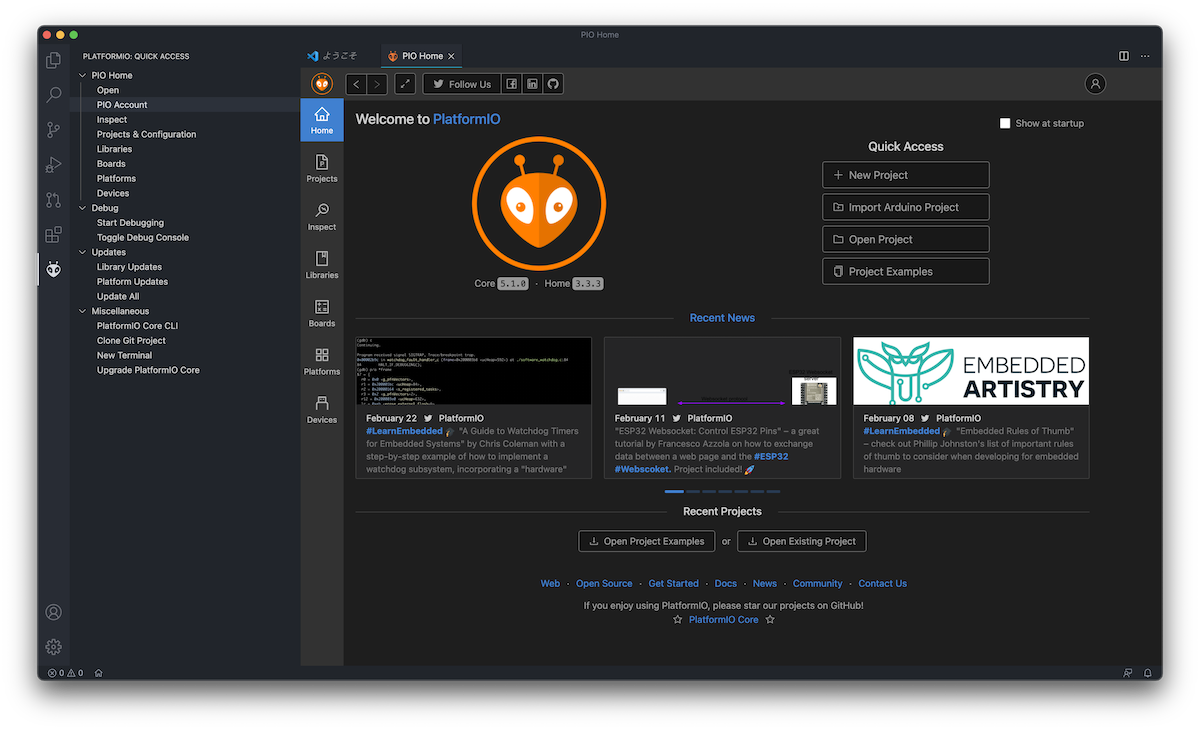 PIO Home
PLATFORMIO: QUICK ACCESS
PIO Home
Open
PIO Account
Inspect
Projects & Configuration
Libraries
Boards
Platforms
Devices
Debug
Start Debugging
Toggle Debug Console
Updates
Library Updates
Platform Updates
Update All
Miscellaneous
PlatformIO Core CLI
Clone Git Project
New Terminal
Upgrade PlatformIO Core
ようこそ
PIO Home
Follow Us
Home
Projects
Inspect
Libraries
Boards
Platforms
Devices
Welcome to PlatformIO
Show at startup
Core 5.1.0 · Home 3.3.3
Quick Access
New Project
Import Arduino Project
Open Project
Project Examples
Recent News
Continuing.
Program received signal SIGTRAP, Trace/breakpoint trap.
February 22 PlatformIO
#LearnEmbedded "A Guide to Watchdog Timers
for Embedded Systems" by Chris Coleman with a
step-by-step example of how to implement a
watchdog subsystem, incorporating a "hardware"
February 11 PlatformIO
"ESP32 Websocket: Control ESP32 Pins" – a great
tutorial by Francesco Azzola on how to exchange
data between a web page and the #ESP32
#Webscoket. Project included!
EMBEDDED
ARTISTRY
February 08 PlatformIO
#LearnEmbedded "Embedded Rules of Thumb"
– check out Phillip Johnston's list of important rules
of thumb to consider when developing for embedded
hardware
Recent Projects
Open Project Examples or Open Existing Project
Web · Open Source · Get Started · Docs · News · Community · Contact Us
If you enjoy using PlatformIO, please star our projects on GitHub!
PlatformIO Core
0 0